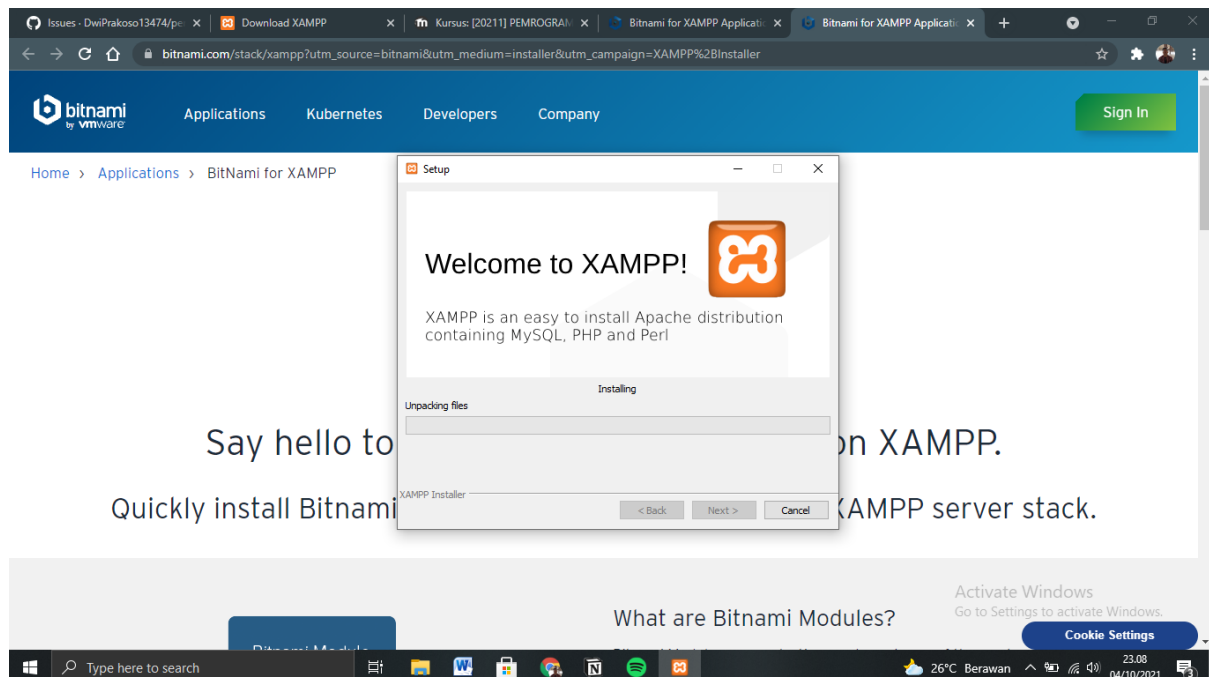 Issues · DwiPrakoso13474/pe
Download XAMPP
Kursus: [20211] PEMROGRAM
Bitnami for XAMPP Applicatio
Bitnami for XAMPP Applicatio
bitnami.com/stack/xampp?utm_source=bitnami&utm_medium=installer&utm_campaign=XAMPP%2BInstaller
bitnami
by vmware
Applications
Kubernetes
Developers
Company
Sign In
Home › Applications › BitNami for XAMPP
Setup
Welcome to XAMPP!
XAMPP is an easy to install Apache distribution
containing MySQL, PHP and Perl
Installing
Unpacking files
XAMPP Installer
< Back
Next >
Cancel
Say hello to on XAMPP.
Quickly install Bitnami XAMPP server stack.
What are Bitnami Modules?
Activate Windows
Go to Settings to activate Windows.
Cookie Settings
Type here to search
26°C Berawan
23.08
04/10/2021